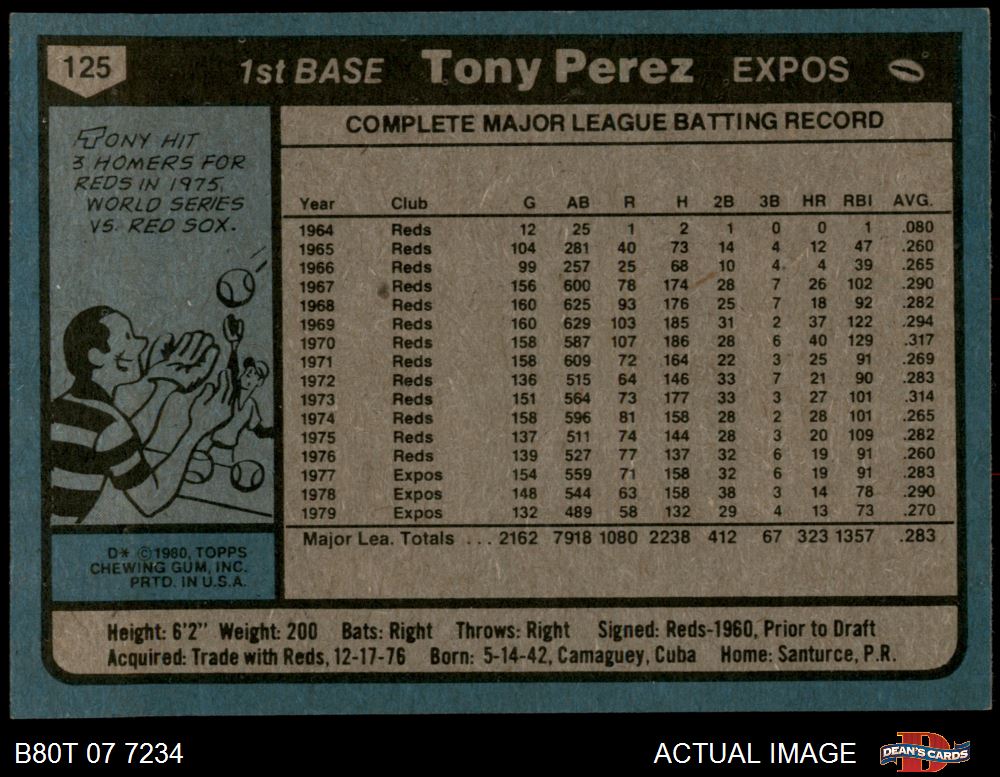 125
1st BASE Tony Perez EXPOS
TONY HIT
3 HOMERS FOR
REDS IN 1975
WORLD SERIES
VS. RED SOX.
D* © 1980, TOPPS
CHEWING GUM, INC.
PRTD. IN U.S.A.
COMPLETE MAJOR LEAGUE BATTING RECORD
Year Club G AB R H 2B 3B HR RBI AVG.
1964 Reds 12 25 1 2 1 0 0 1 .080
1965 Reds 104 281 40 73 14 4 12 47 .260
1966 Reds 99 257 25 68 10 4 4 39 .265
1967 Reds 156 600 78 174 28 7 26 102 .290
1968 Reds 160 625 93 176 25 7 18 92 .282
1969 Reds 160 629 103 185 31 2 37 122 .294
1970 Reds 158 587 107 186 28 6 40 129 .317
1971 Reds 158 609 72 164 22 3 25 91 .269
1972 Reds 136 515 64 146 33 7 21 90 .283
1973 Reds 151 564 73 177 33 3 27 101 .314
1974 Reds 158 596 81 158 28 2 28 101 .265
1975 Reds 137 511 74 144 28 3 20 109 .282
1976 Reds 139 527 77 137 32 6 19 91 .260
1977 Expos 154 559 71 158 32 6 19 91 .283
1978 Expos 148 544 63 158 38 3 14 78 .290
1979 Expos 132 489 58 132 29 4 13 73 .270
Major Lea. Totals ... 2162 7918 1080 2238 412 67 323 1357 .283
Height: 6'2" Weight: 200 Bats: Right Throws: Right Signed: Reds-1960, Prior to Draft
Acquired: Trade with Reds, 12-17-76 Born: 5-14-42, Camaguey, Cuba Home: Santurce, P.R.
B80T 07 7234
ACTUAL IMAGE
DEAN'S CARDS